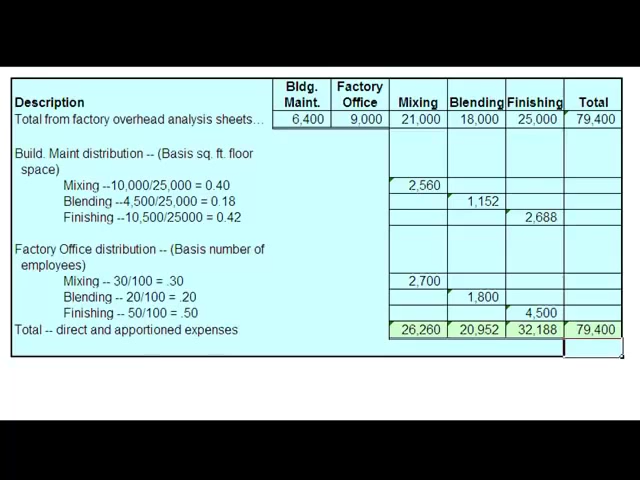 Bldg. Factory
Description Maint. Office Mixing Blending Finishing Total
Total from factory overhead analysis sheets… 6,400 9,000 21,000 18,000 25,000 79,400
Build. Maint distribution -- (Basis sq. ft. floor
space)
Mixing --10,000/25,000 = 0.40 2,560
Blending --4,500/25,000 = 0.18 1,152
Finishing --10,500/25000 = 0.42 2,688
Factory Office distribution -- (Basis number of
employees)
Mixing -- 30/100 = .30 2,700
Blending -- 20/100 = .20 1,800
Finishing -- 50/100 = .50 4,500
Total -- direct and apportioned expenses 26,260 20,952 32,188 79,400